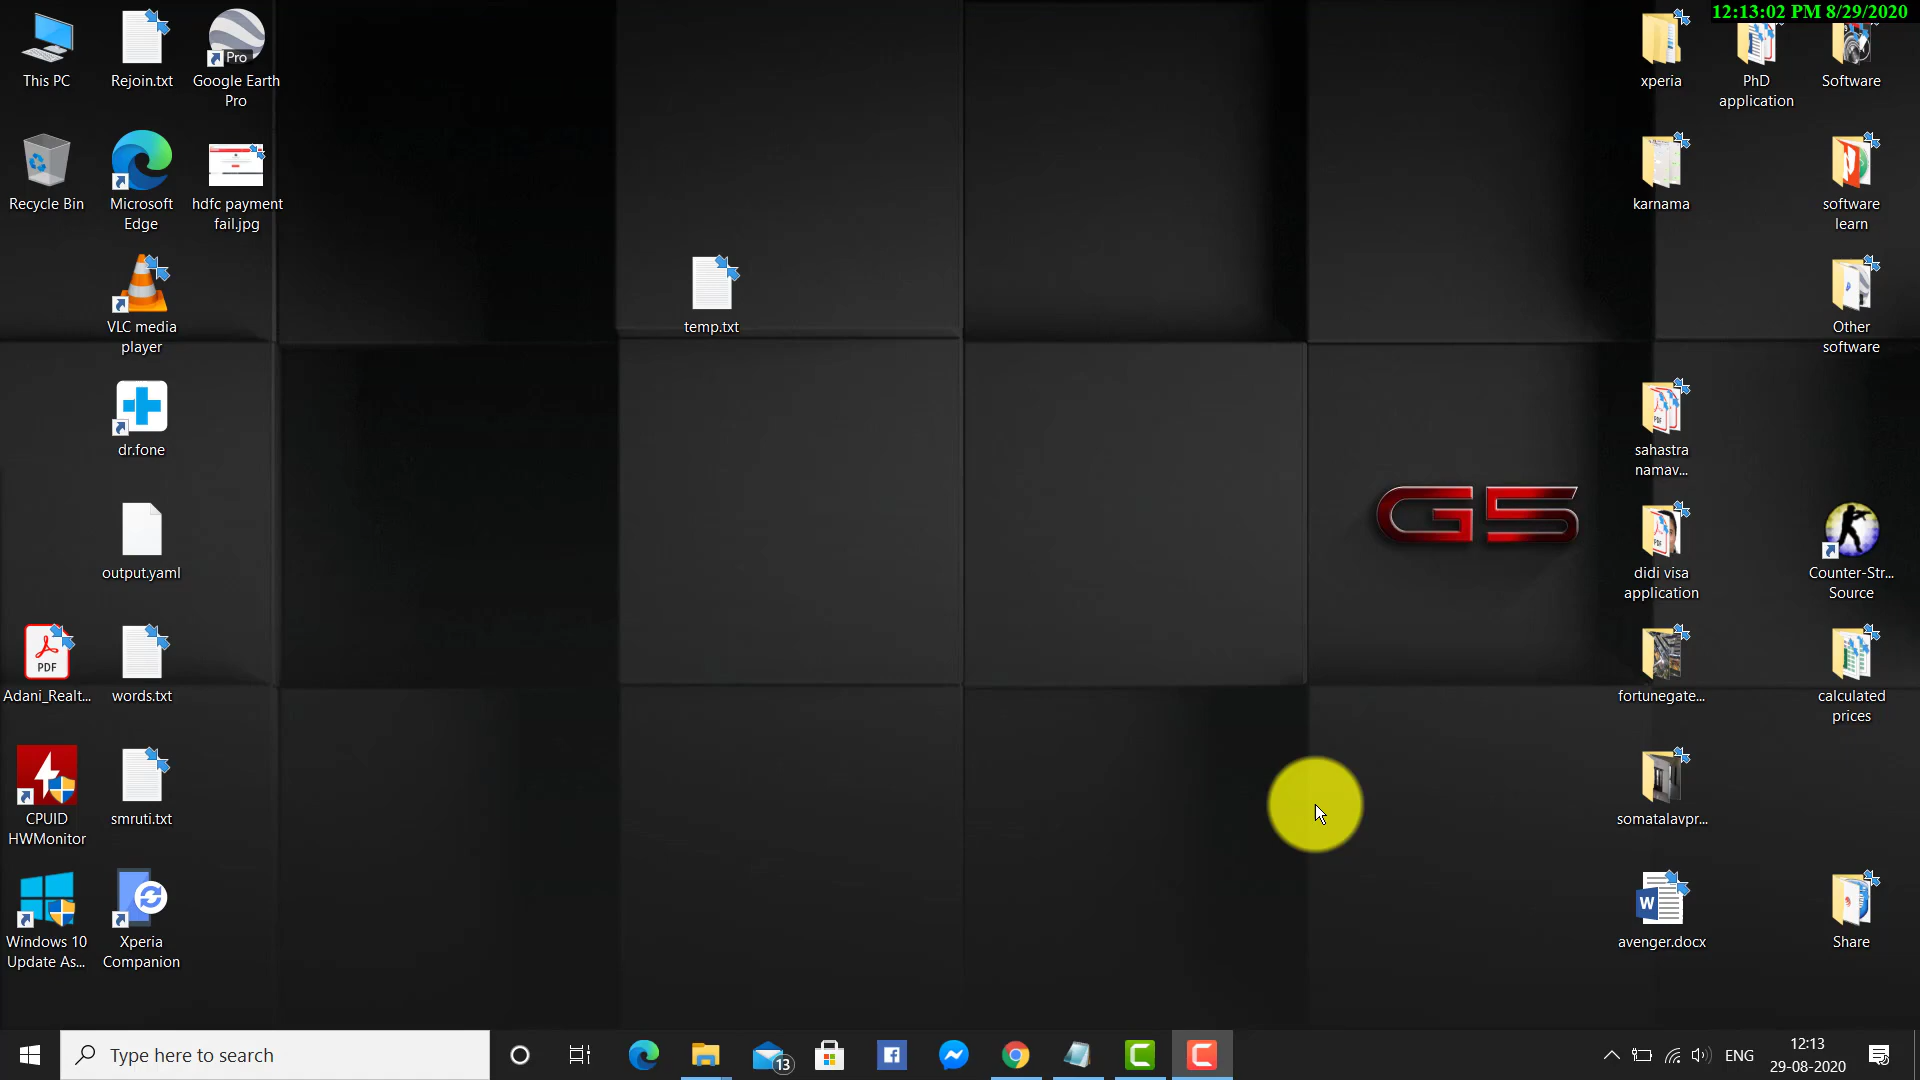 12:13:02 PM 8/29/2020
This PC
Rejoin.txt
Pro
Google Earth
Pro
xperia
PhD
application
Software
Recycle Bin
Microsoft
Edge
hdfc payment
fail.jpg
karnama
software
learn
VLC media
player
temp.txt
Other
software
dr.fone
sahastra
namav...
G5
output.yaml
didi visa
application
Counter-Str...
Source
PDF
Adani_Realt...
words.txt
fortunegate...
calculated
prices
CPUID
HWMonitor
smruti.txt
somatalavpr...
Windows 10
Update As...
Xperia
Companion
W
avenger.docx
Share
Type here to search
13
ENG
12:13
29-08-2020